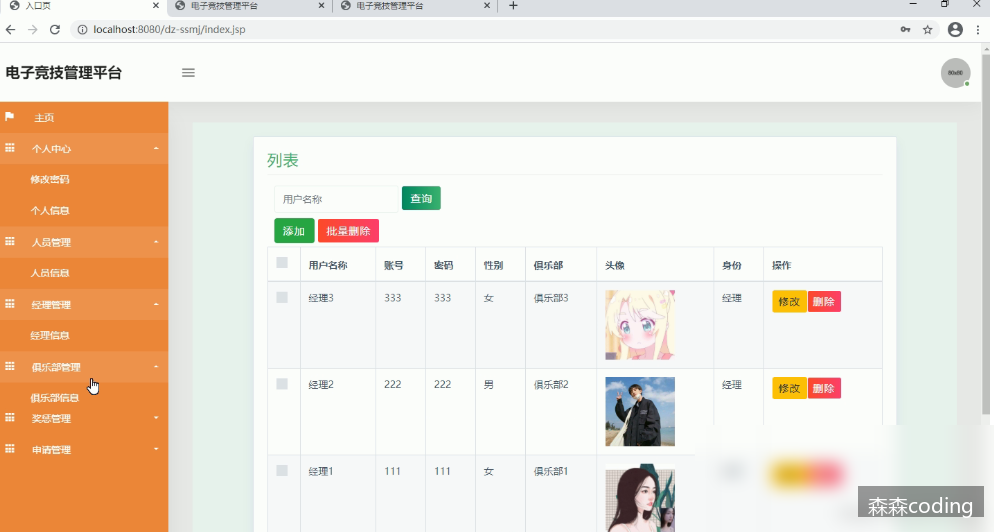 入口页
电子竞技管理平台
电子竞技管理平台
localhost:8080/dz-ssmj/index.jsp
电子竞技管理平台
主页
个人中心
修改密码
个人信息
人员管理
人员信息
经理管理
经理信息
俱乐部管理
俱乐部信息
奖惩管理
申请管理
列表
用户名称 查询
添加 批量删除
用户名称 账号 密码 性别 俱乐部 头像 身份 操作
经理3 333 333 女 俱乐部3 经理 修改 删除
经理2 222 222 男 俱乐部2 经理 修改 删除
经理1 111 111 女 俱乐部1
森森coding